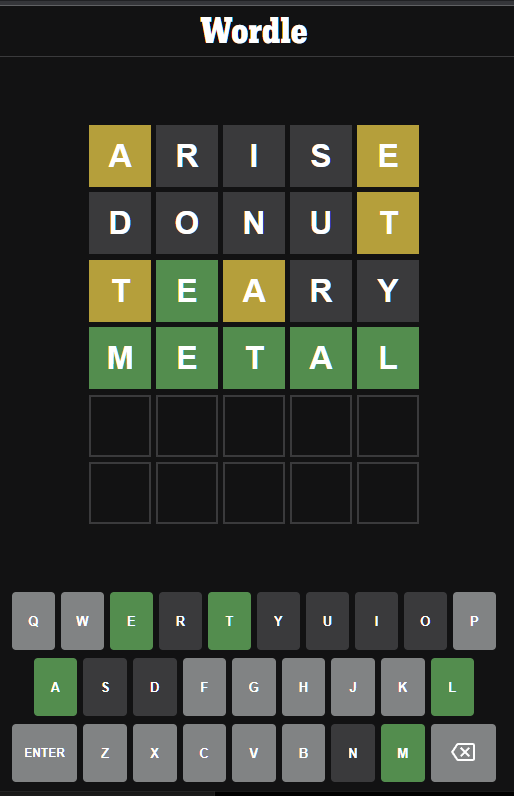 Wordle
A R I S E
D O N U T
T E A R Y
M E T A L
Q W E R T Y U I O P
A S D F G H J K L
ENTER Z X C V B N M